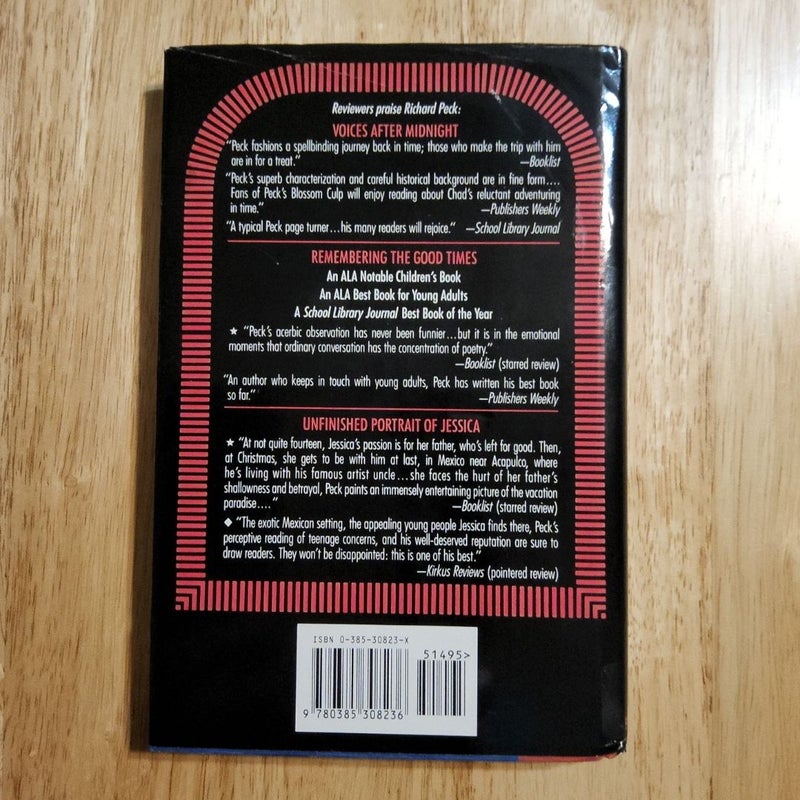 Reviewers praise Richard Peck:
VOICES AFTER MIDNIGHT
“Peck fashions a spellbinding journey back in time; those who make the trip with him
are in for a treat.” —Booklist
“Peck’s superb characterization and careful historical background are in fine form....
Fans of Peck’s Blossom Culp will enjoy reading about Chad’s reluctant adventuring
in time.” —Publishers Weekly
“A typical Peck page turner...his many readers will rejoice.” —School Library Journal
REMEMBERING THE GOOD TIMES
An ALA Notable Children’s Book
An ALA Best Book for Young Adults
A School Library Journal Best Book of the Year
★ “Peck’s acerbic observation has never been funnier...but it is in the emotional
moments that ordinary conversation has the concentration of poetry.”
—Booklist (starred review)
“An author who keeps in touch with young adults, Peck has written his best book
so far.” —Publishers Weekly
UNFINISHED PORTRAIT OF JESSICA
★ “At not quite fourteen, Jessica’s passion is for her father, who’s left for good. Then,
at Christmas, she gets to be with him at last, in Mexico near Acapulco, where
he’s living with his famous artist uncle...she faces the hurt of her father’s
shallowness and betrayal, Peck paints an immensely entertaining picture of the vacation
paradise....” —Booklist (starred review)
◆ “The exotic Mexican setting, the appealing young people Jessica finds there, Peck’s
perceptive reading of teenage concerns, and his well-deserved reputation are sure to
draw readers. They won’t be disappointed: this is one of his best.”
—Kirkus Reviews (pointered review)
ISBN 0-385-30823-X
51495>
9 780385 308236